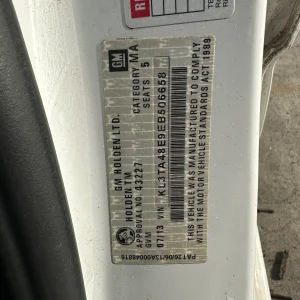 GM
GM HOLDEN LTD. CATEGORY MA
HOLDEN TM SEATS 5
APPROVAL NO. 43227
GVM
07/13 VIN KL3TA48E9EB506658
THIS VEHICLE WAS MANUFACTURED TO COMPLY
WITH THE MOTOR VEHICLE STANDARDS ACT 1989